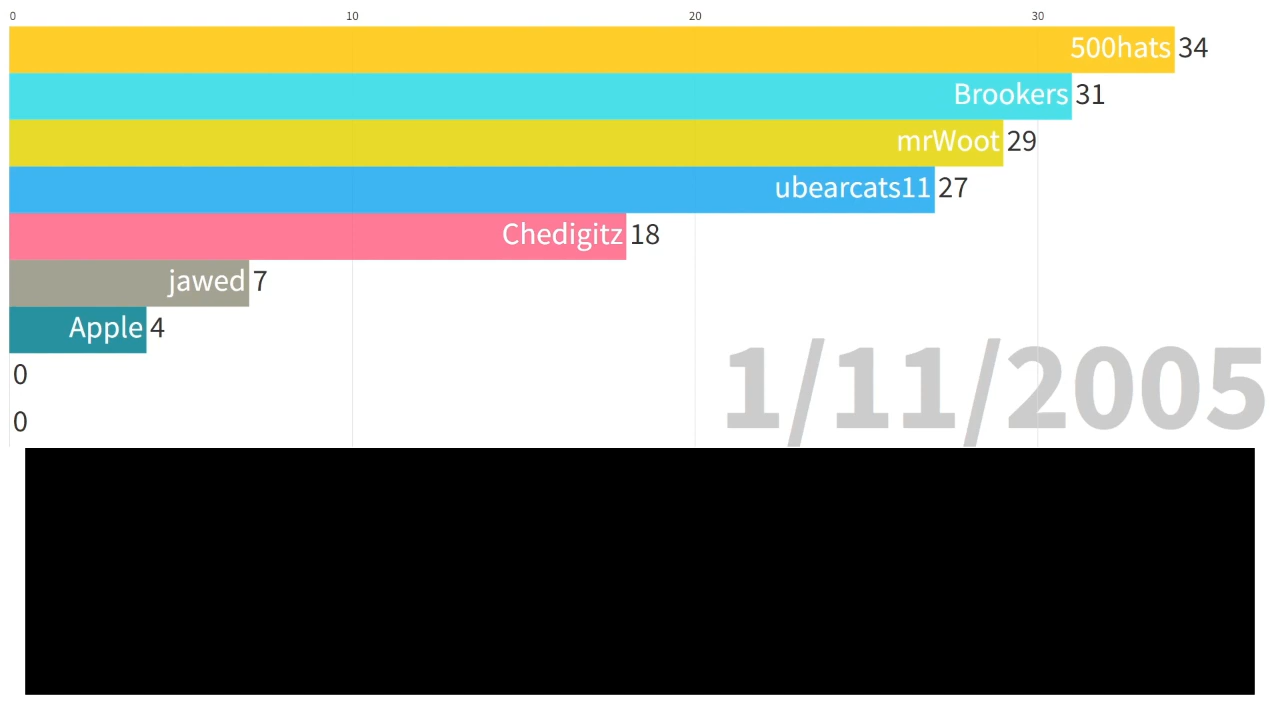 0 10 20 30
500hats 34
Brookers 31
mrWoot 29
ubearcats11 27
Chedigitz 18
jawed 7
Apple 4
0
0
1/11/2005